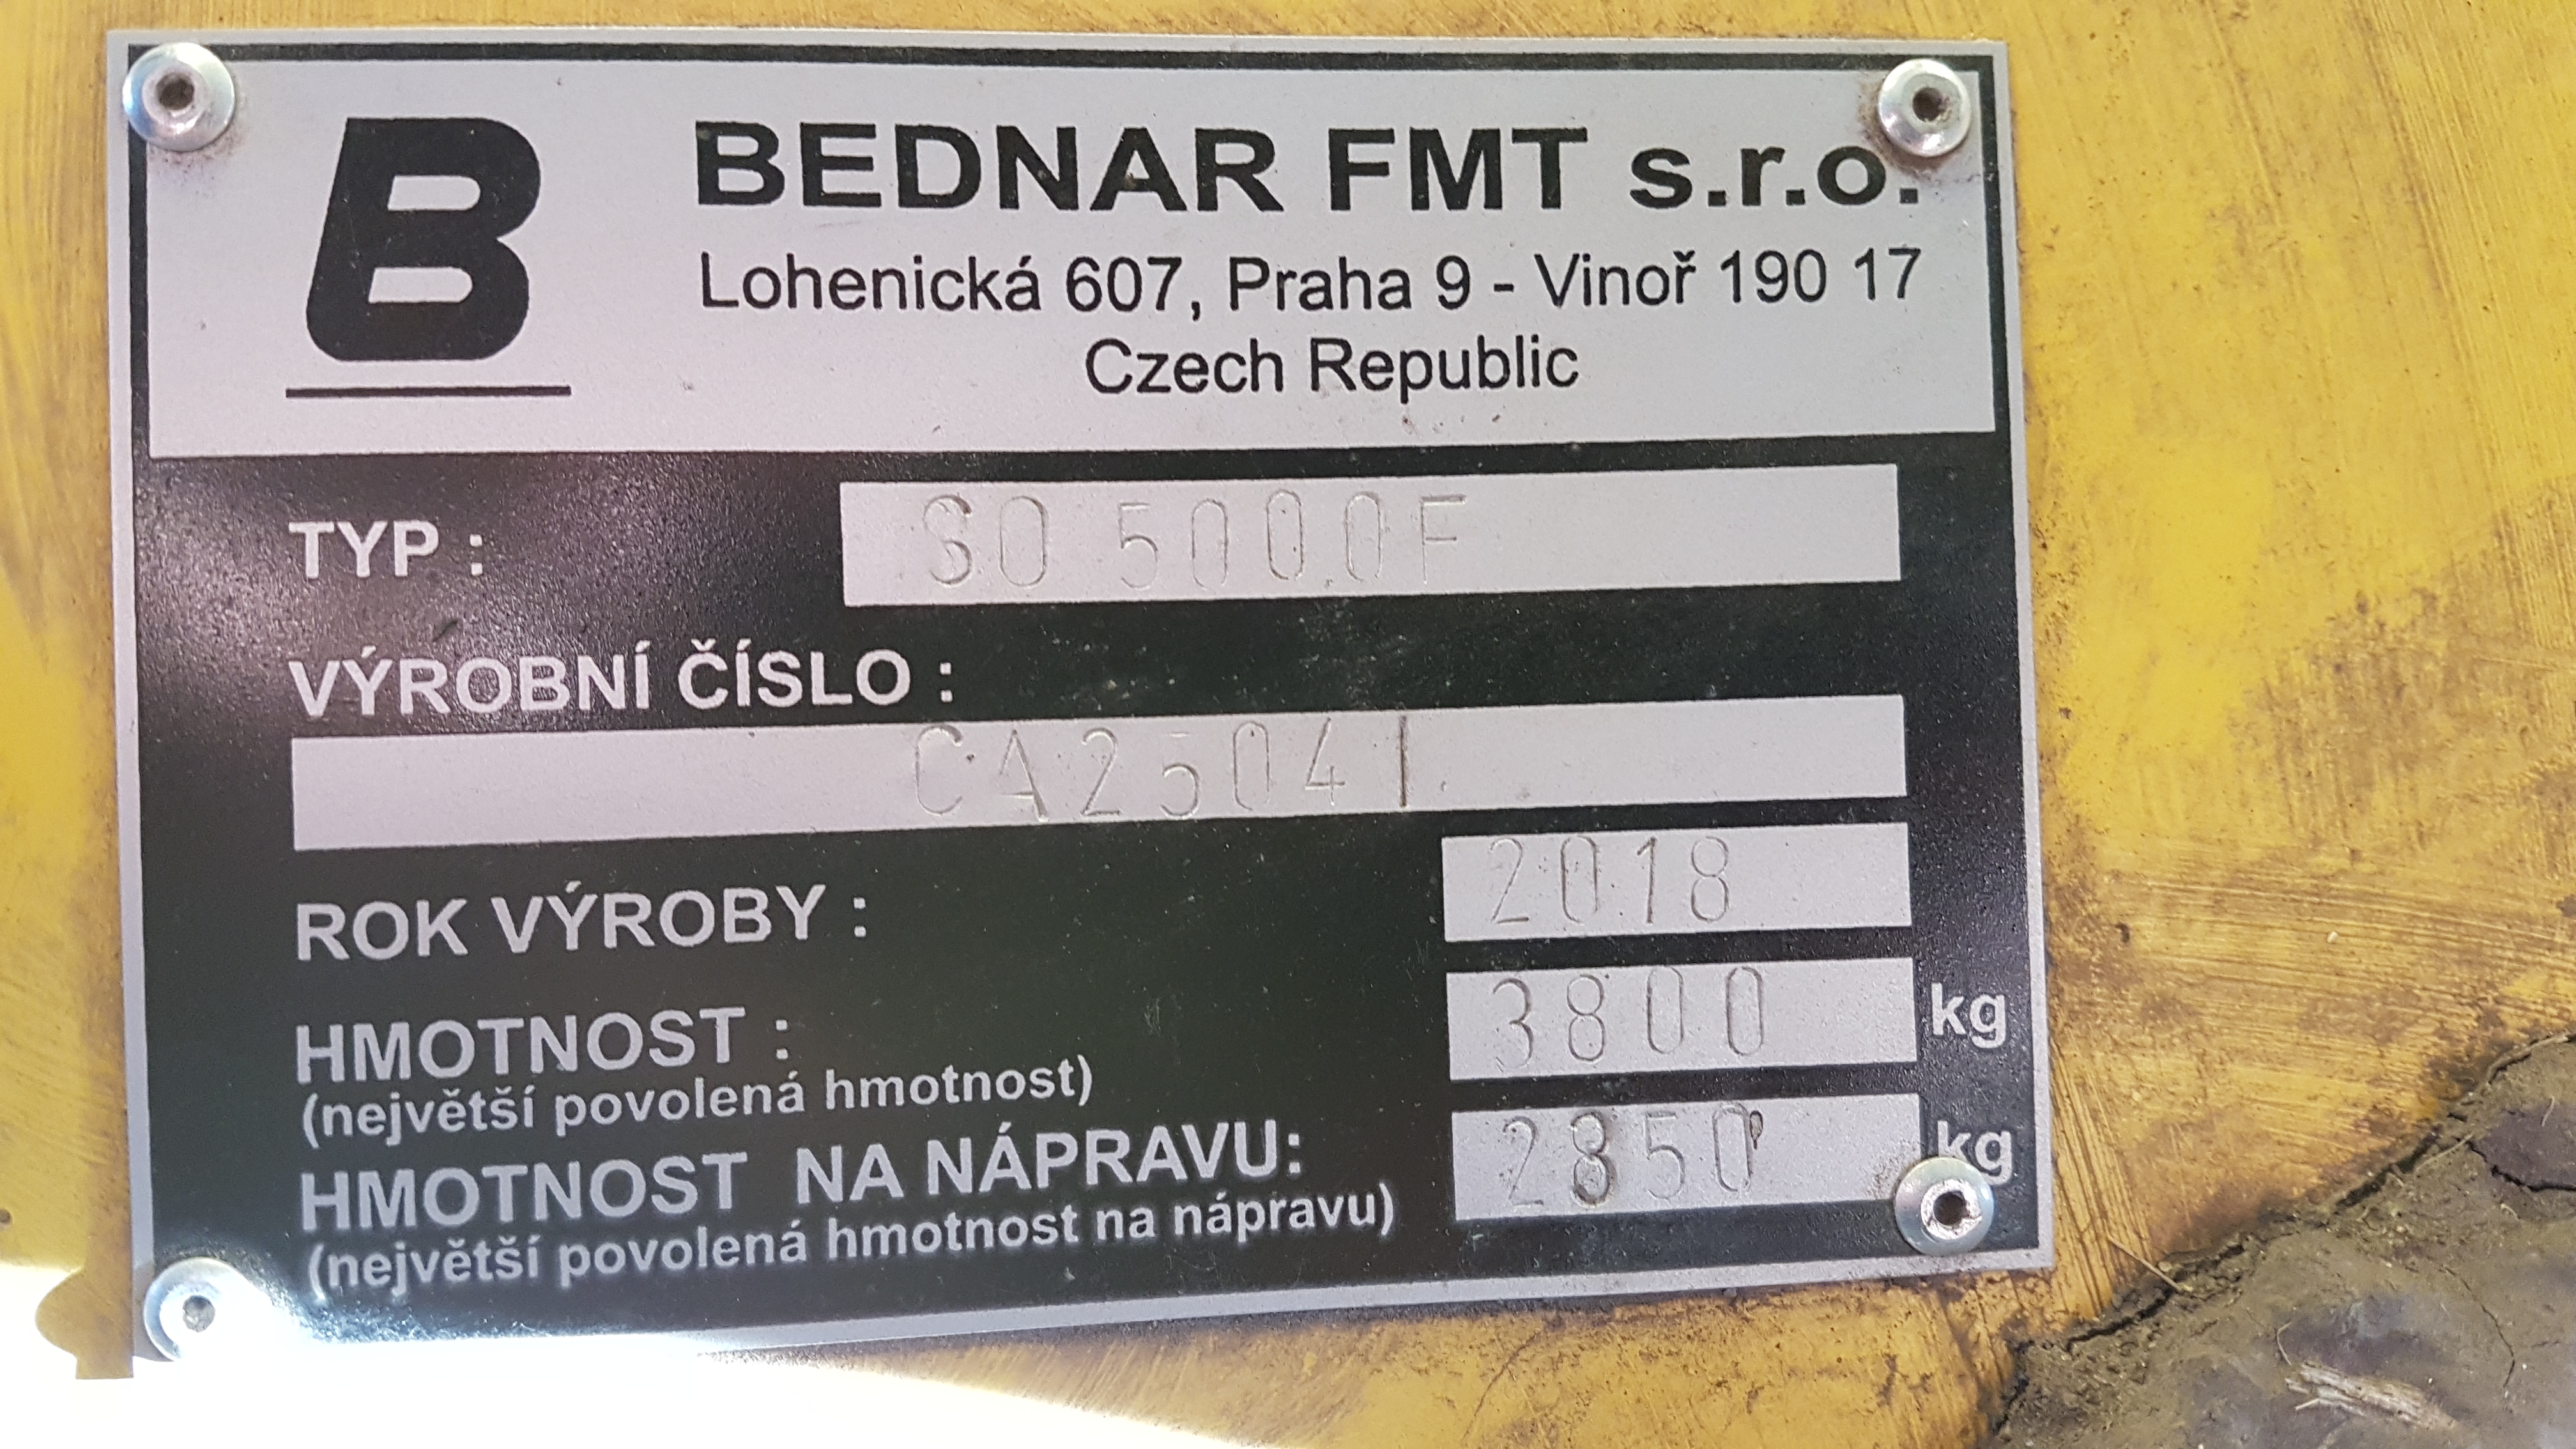 B
BEDNAR FMT s.r.o.
Lohenická 607, Praha 9 - Vinoř 190 17
Czech Republic
TYP : SO 5000F
VÝROBNÍ ČÍSLO :
CA25041
ROK VÝROBY : 2018
HMOTNOST : 3800 kg
(největší povolená hmotnost)
HMOTNOST NA NÁPRAVU: 2850 kg
(největší povolená hmotnost na nápravu)